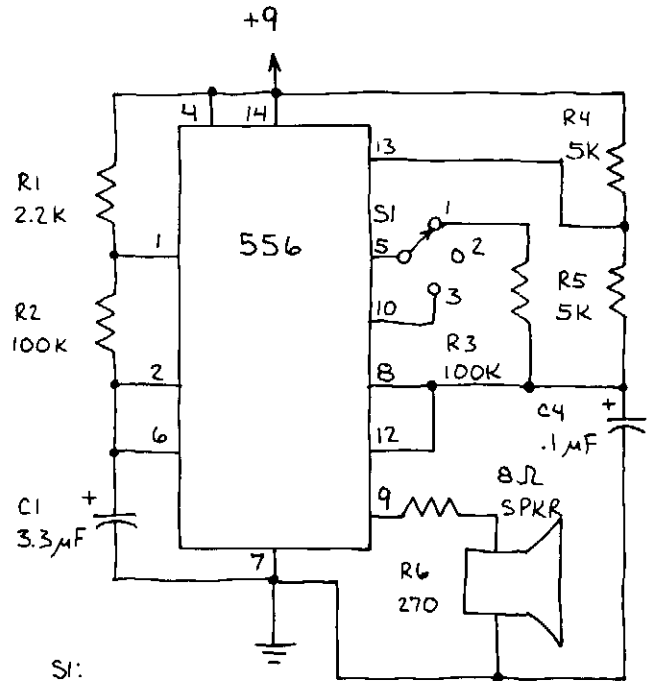 +9
4
14
R4
5K
13
R1
2.2K
S1
1
1
556
5
2
R5
5K
R2
100K
3
10
R3
100K
2
8
C4
+
.1µF
6
12
8Ω
SPKR
C1
+
3.3µF
9
7
R6
270
S1: